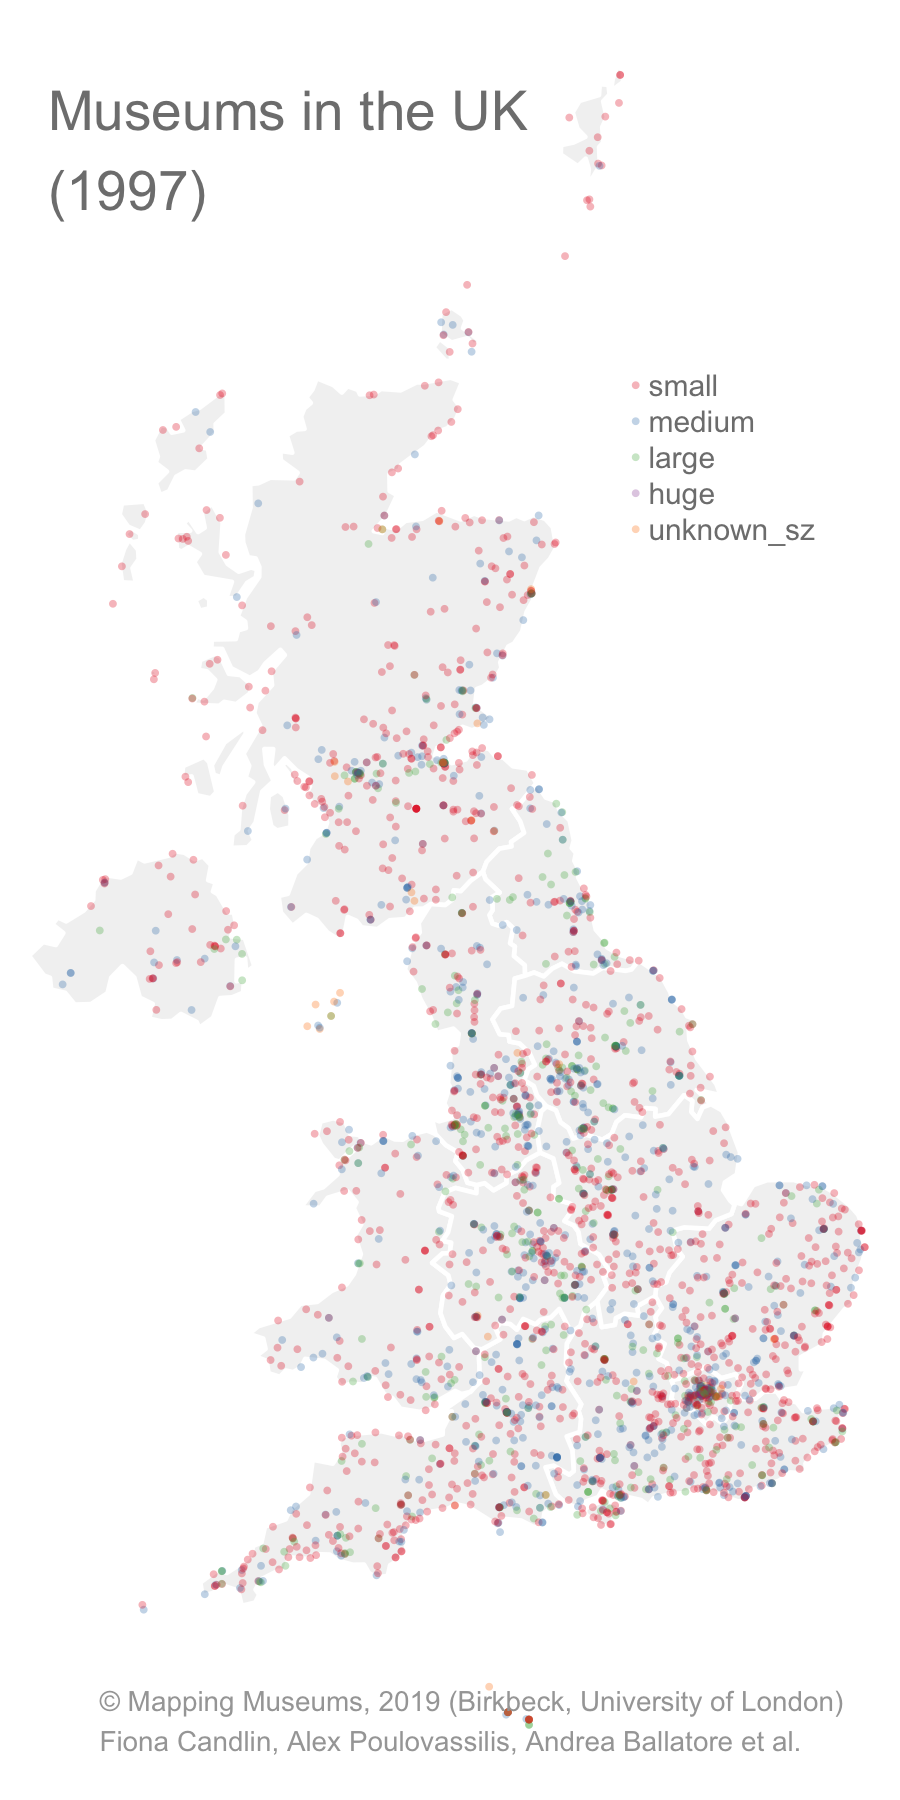 Museums in the UK
(1997)
small
medium
large
huge
unknown_sz
© Mapping Museums, 2019 (Birkbeck, University of London)
Fiona Candlin, Alex Poulovassilis, Andrea Ballatore et al.